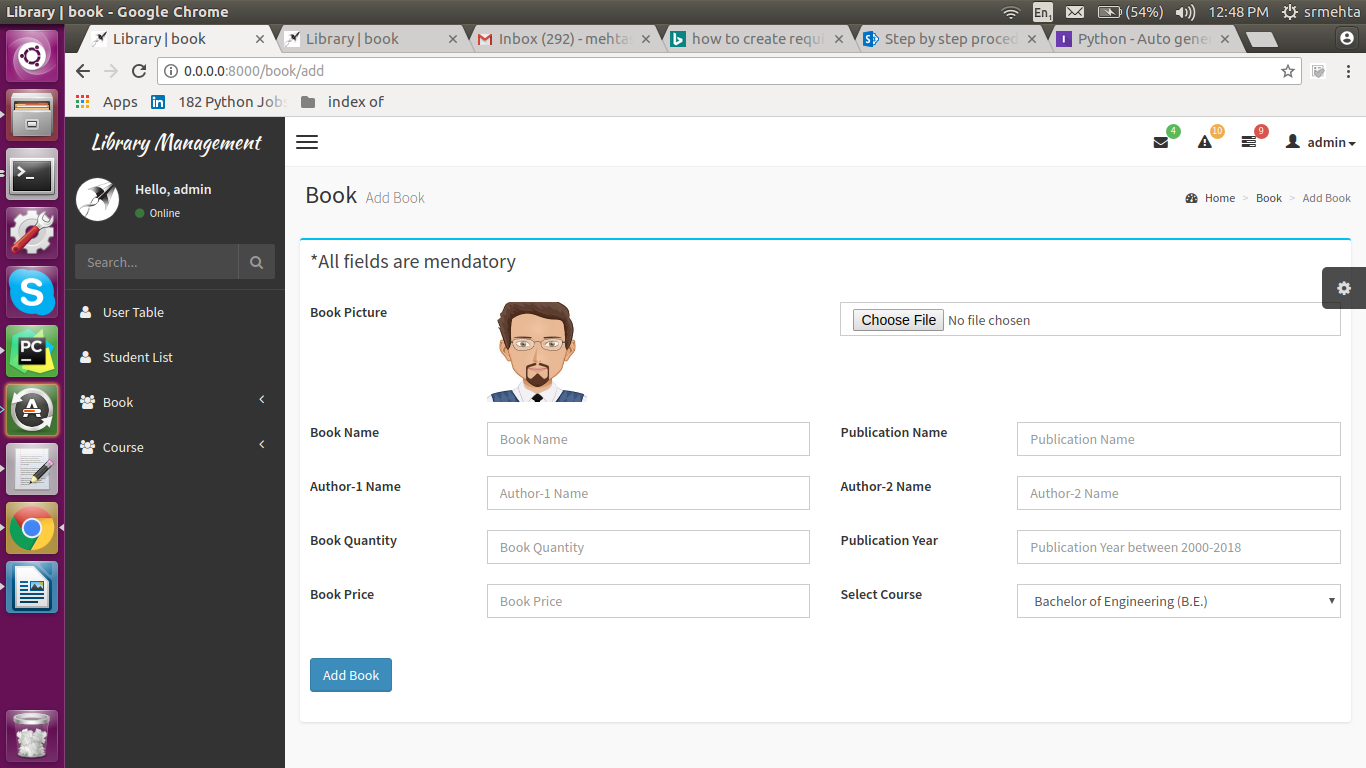 Library | book - Google Chrome
En1 (54%) 12:48 PM srmehta
Library | book
Library | book
Inbox (292) - mehta
how to create requi
Step by step proced
Python - Auto gene
0.0.0.0:8000/book/add
Apps 182 Python Jobs index of
Library Management
4 10 9 admin
Hello, admin
Online
Book Add Book
Home > Book > Add Book
Search...
*All fields are mendatory
User Table
Student List
Book
Course
Book Picture
Choose File No file chosen
Book Name Book Name
Publication Name Publication Name
Author-1 Name Author-1 Name
Author-2 Name Author-2 Name
Book Quantity Book Quantity
Publication Year Publication Year between 2000-2018
Book Price Book Price
Select Course Bachelor of Engineering (B.E.)
Add Book
PC
A